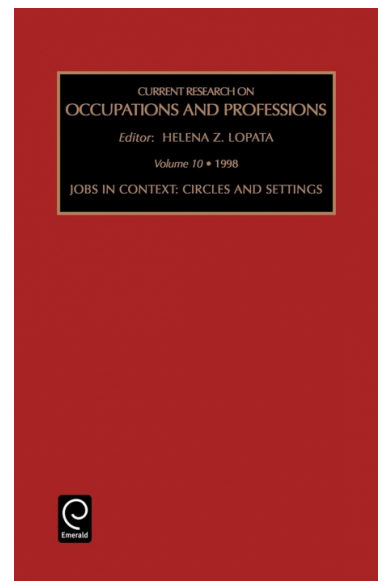 CURRENT RESEARCH ON
OCCUPATIONS AND PROFESSIONS
Editor: HELENA Z. LOPATA
Volume 10 • 1998
JOBS IN CONTEXT: CIRCLES AND SETTINGS
Emerald